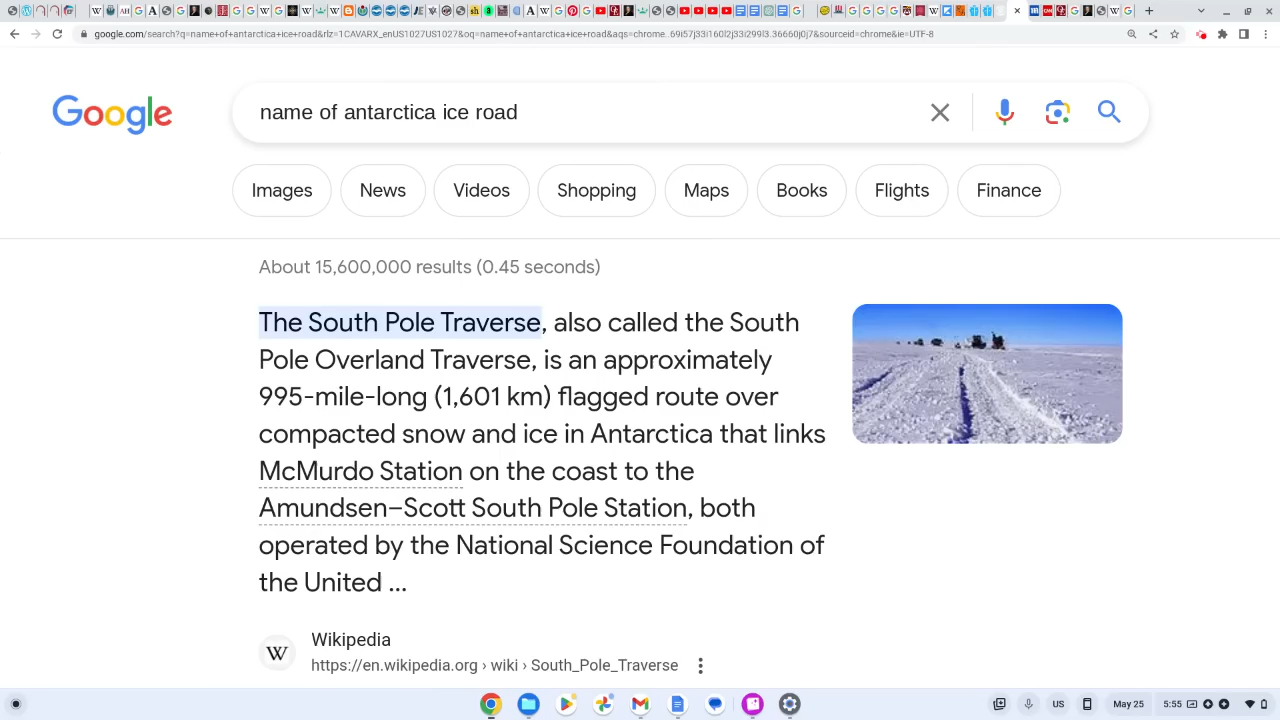 google.com/search?q=name+of+antarctica+ice+road&rlz=1CAVARX_enUS1027US1027&oq=name+of+antarctica+ice+road&aqs=chrome..69i57j33i160l2j33i299l3.36660j0j7&sourceid=chrome&ie=UTF-8
Google
name of antarctica ice road
Images News Videos Shopping Maps Books Flights Finance
About 15,600,000 results (0.45 seconds)
The South Pole Traverse, also called the South
Pole Overland Traverse, is an approximately
995-mile-long (1,601 km) flagged route over
compacted snow and ice in Antarctica that links
McMurdo Station on the coast to the
Amundsen–Scott South Pole Station, both
operated by the National Science Foundation of
the United ...
W
Wikipedia
https://en.wikipedia.org › wiki › South_Pole_Traverse
US May 25 5:55